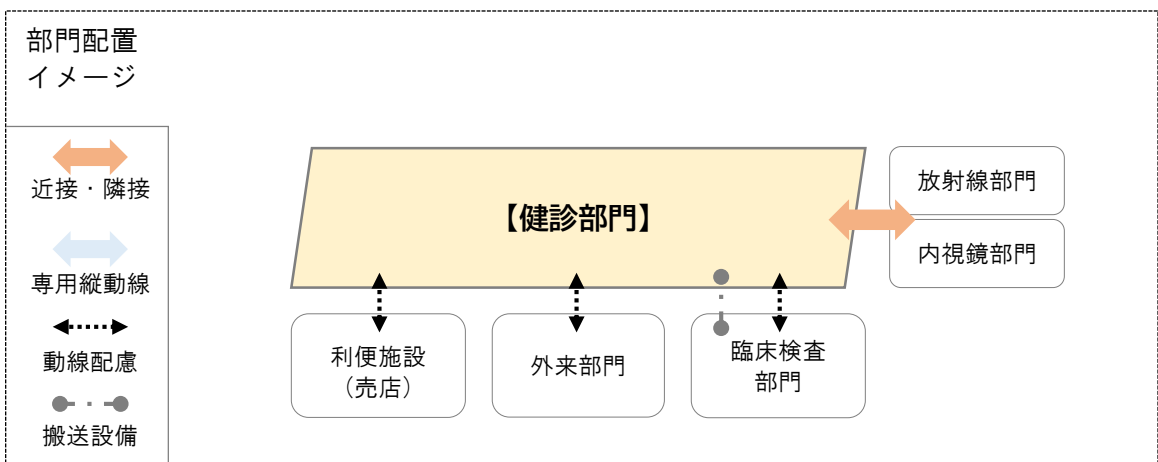 部門配置
イメージ
近接・隣接
専用縦動線
動線配慮
搬送設備
【健診部門】
放射線部門
内視鏡部門
利便施設
（売店）
外来部門
臨床検査
部門